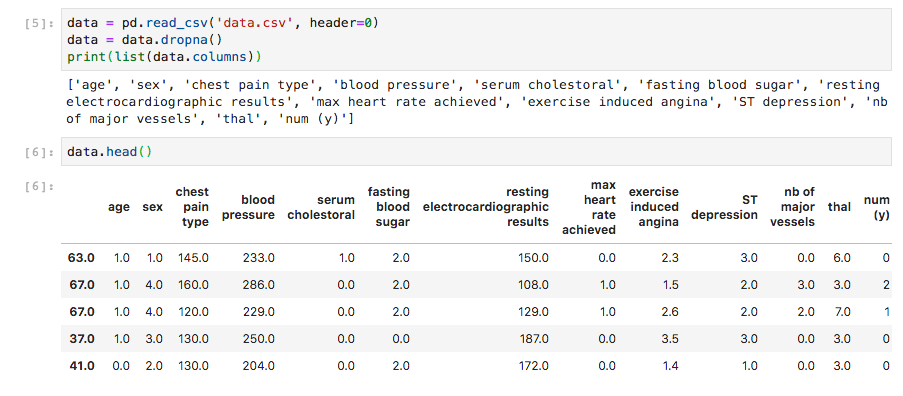 [5]: data = pd.read_csv('data.csv', header=0)
data = data.dropna()
print(list(data.columns))
['age', 'sex', 'chest pain type', 'blood pressure', 'serum cholestoral', 'fasting blood sugar', 'resting
electrocardiographic results', 'max heart rate achieved', 'exercise induced angina', 'ST depression', 'nb
of major vessels', 'thal', 'num (y)']
[6]: data.head()
[6]:
age sex chest pain type blood pressure serum cholestoral fasting blood sugar resting electrocardiographic results max heart rate achieved exercise induced angina ST depression nb of major vessels thal num (y)
63.0 1.0 1.0 145.0 233.0 1.0 2.0 150.0 0.0 2.3 3.0 0.0 6.0 0
67.0 1.0 4.0 160.0 286.0 0.0 2.0 108.0 1.0 1.5 2.0 3.0 3.0 2
67.0 1.0 4.0 120.0 229.0 0.0 2.0 129.0 1.0 2.6 2.0 2.0 7.0 1
37.0 1.0 3.0 130.0 250.0 0.0 0.0 187.0 0.0 3.5 3.0 0.0 3.0 0
41.0 0.0 2.0 130.0 204.0 0.0 2.0 172.0 0.0 1.4 1.0 0.0 3.0 0